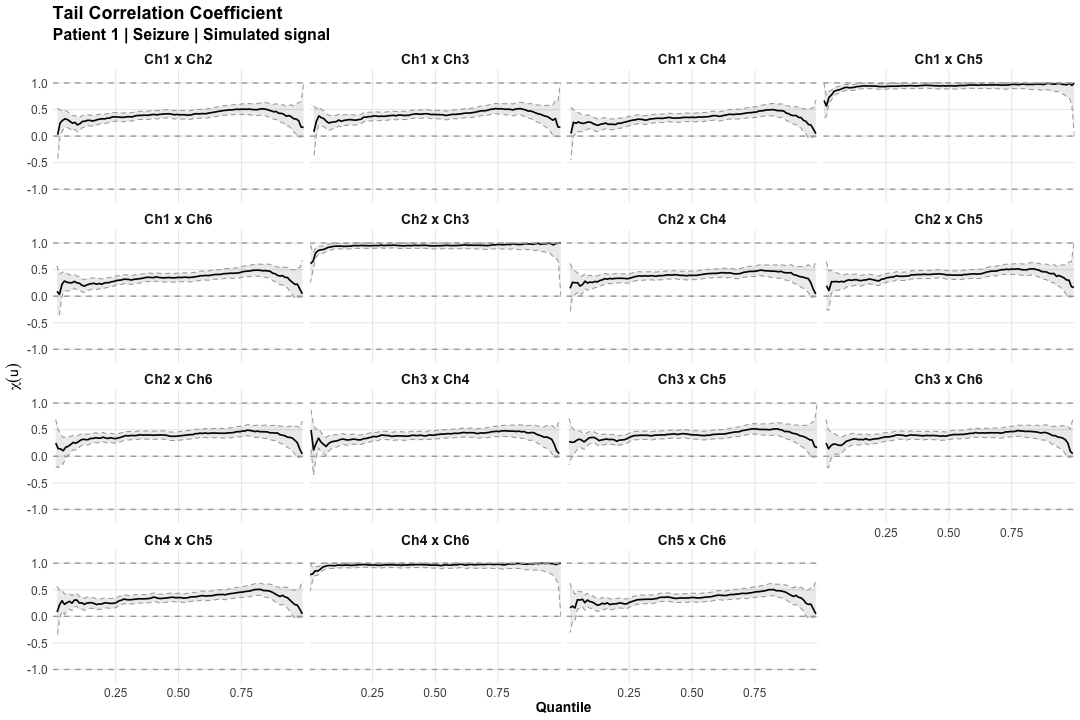 Tail Correlation Coefficient
Patient 1 | Seizure | Simulated signal
Ch1 x Ch2
Ch1 x Ch3
Ch1 x Ch4
Ch1 x Ch5
1.0
0.5
0.0
-0.5
-1.0
Ch1 x Ch6
Ch2 x Ch3
Ch2 x Ch4
Ch2 x Ch5
1.0
0.5
0.0
-0.5
-1.0
χ(u)
Ch2 x Ch6
Ch3 x Ch4
Ch3 x Ch5
Ch3 x Ch6
1.0
0.5
0.0
-0.5
-1.0
0.25 0.50 0.75
Ch4 x Ch5
Ch4 x Ch6
Ch5 x Ch6
1.0
0.5
0.0
-0.5
-1.0
0.25 0.50 0.75
0.25 0.50 0.75
0.25 0.50 0.75
Quantile